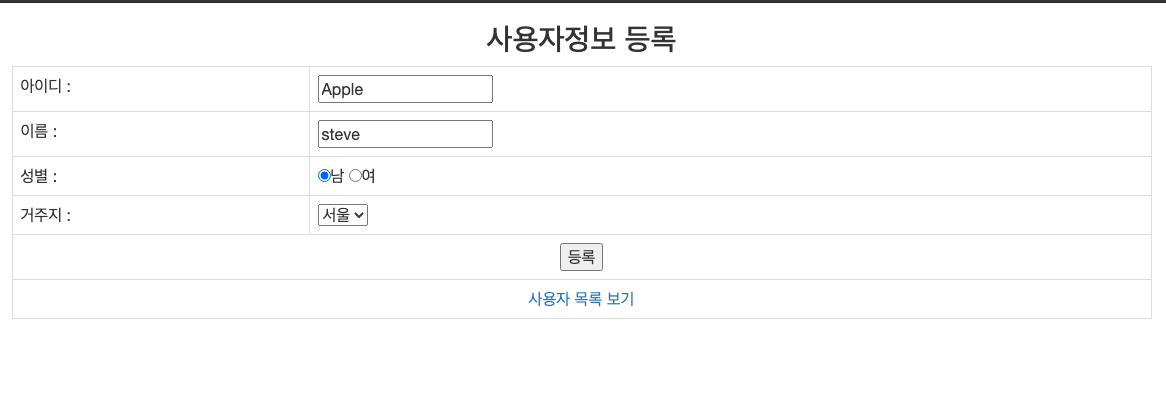 사용자정보 등록
아이디 : Apple
이름 : steve
성별 : 남 여
거주지 : 서울
등록
사용자 목록 보기